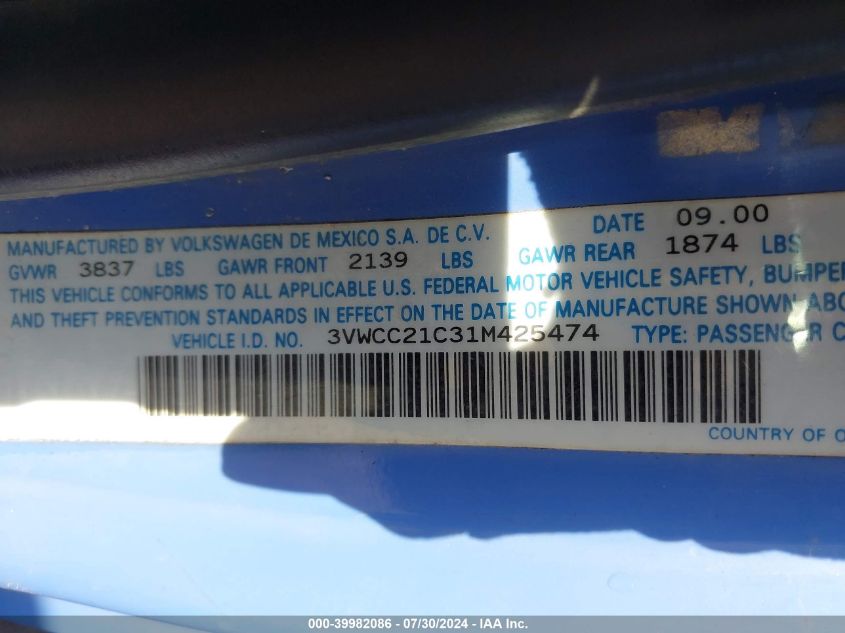 MANUFACTURED BY VOLKSWAGEN DE MEXICO S.A. DE C.V. DATE 09.00
GVWR 3837 LBS GAWR FRONT 2139 LBS GAWR REAR 1874 LBS
THIS VEHICLE CONFORMS TO ALL APPLICABLE U.S. FEDERAL MOTOR VEHICLE SAFETY, BUMPER
AND THEFT PREVENTION STANDARDS IN EFFECT ON THE DATE OF MANUFACTURE SHOWN ABO
VEHICLE I.D. NO. 3VWCC21C31M425474 TYPE: PASSENGER C
COUNTRY OF O
000-39982086 - 07/30/2024 - IAA Inc.